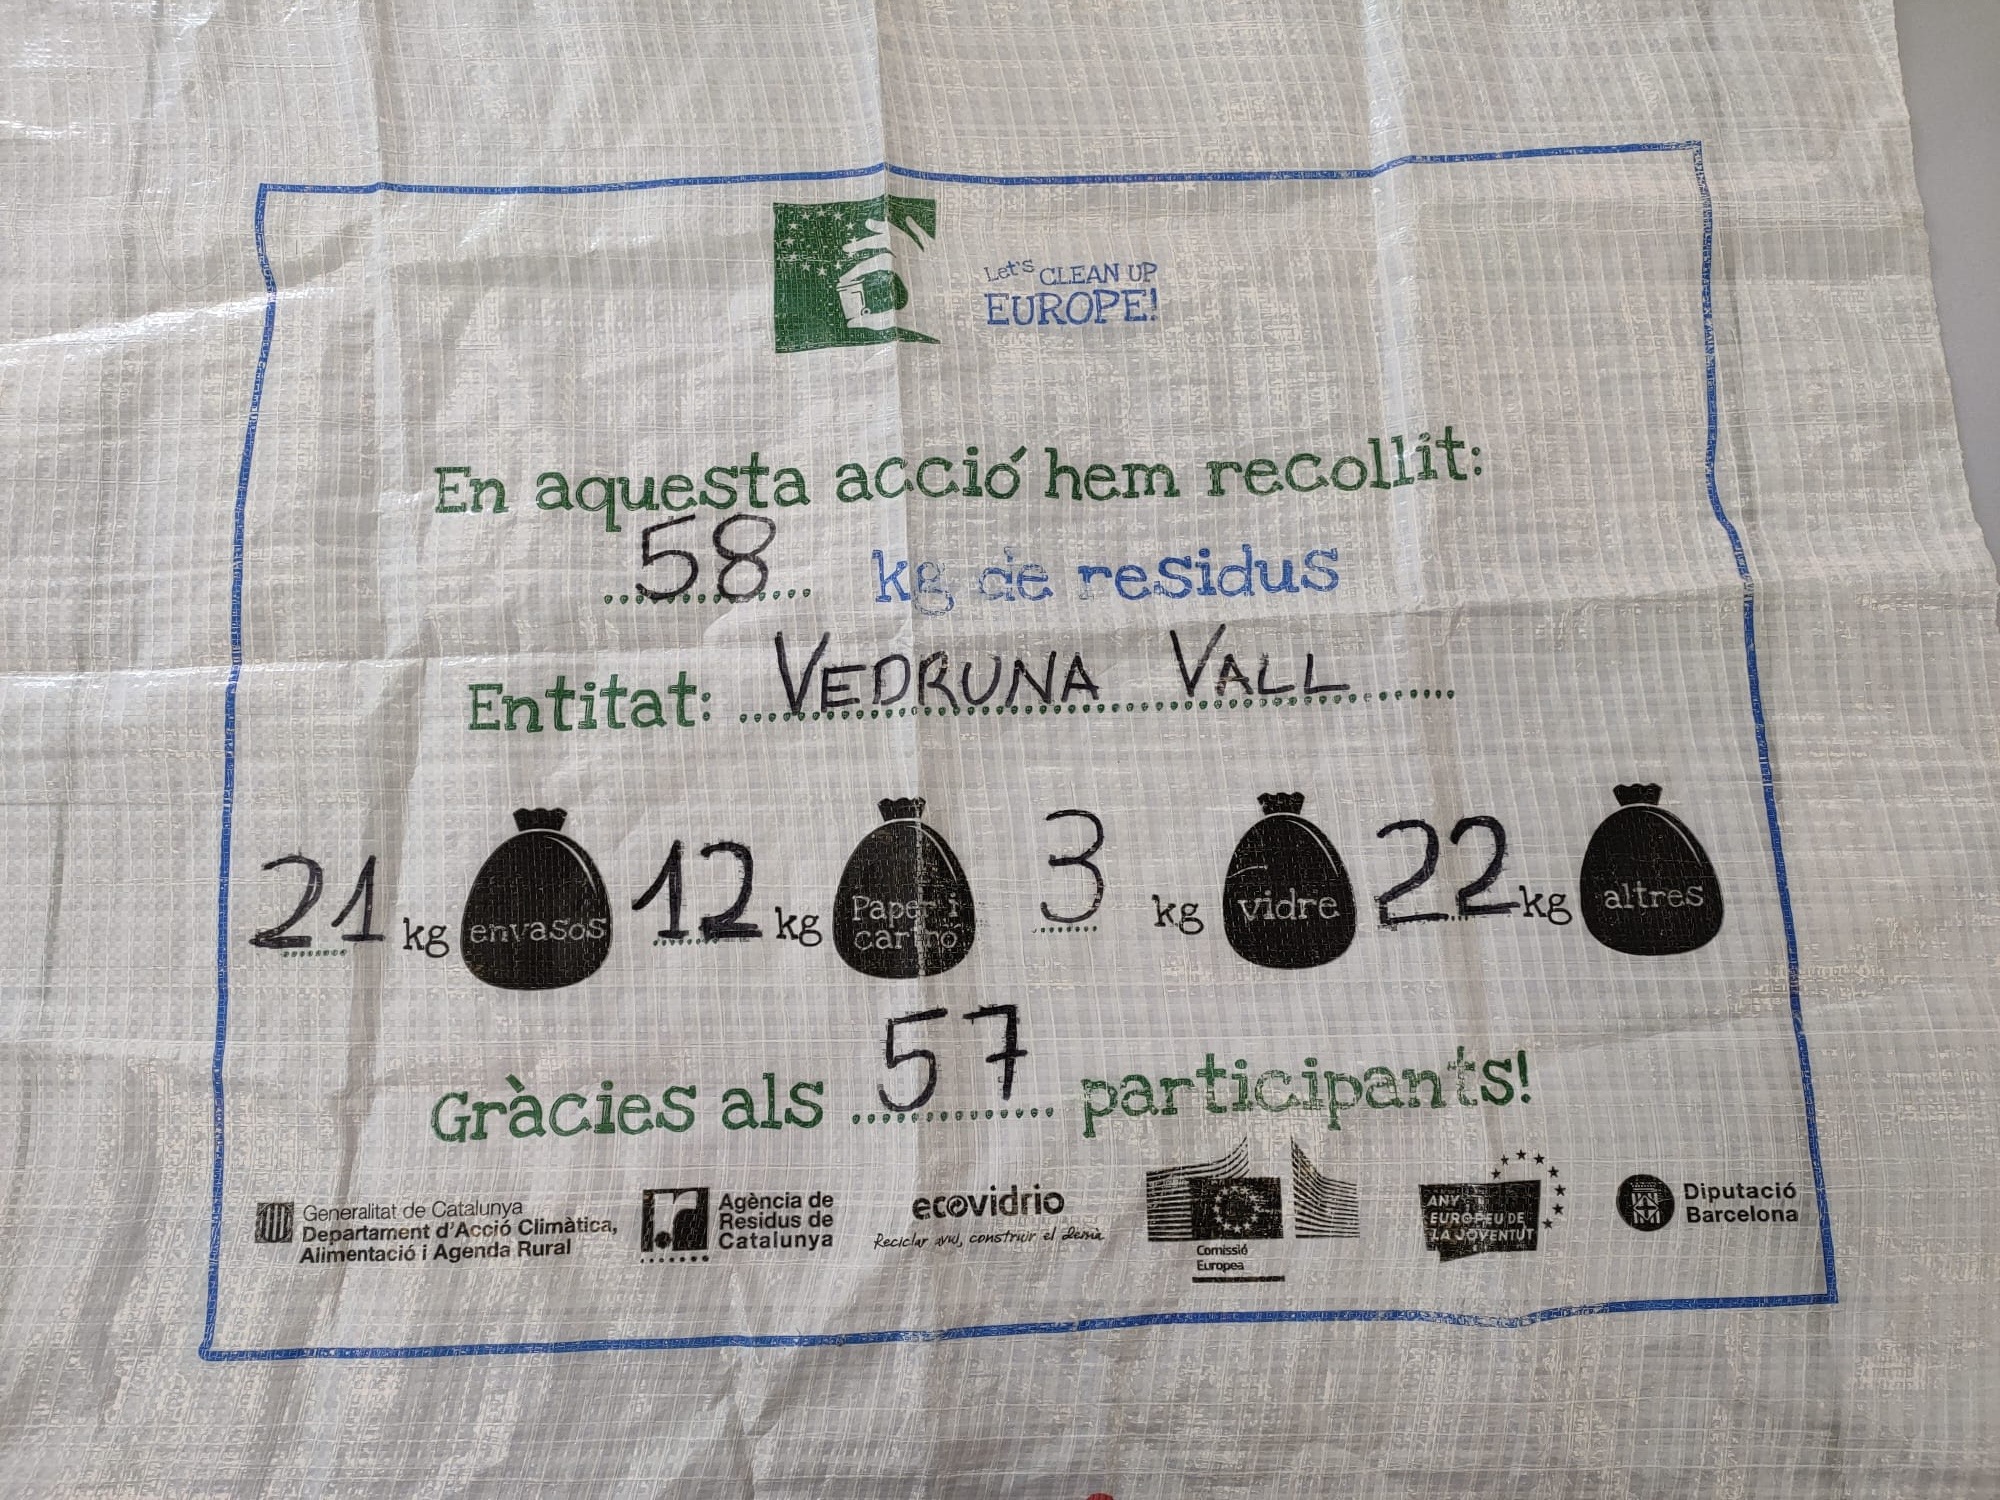 Let's CLEAN UP
EUROPE!
En aquesta acció hem recollit:
58 kg de residus
Entitat: VEDRUNA VALL
21 kg envasos 12 kg Paper i cartró 3 kg vidre 22 kg altres
Gràcies als 57 participants!
Generalitat de Catalunya
Departament d'Acció Climàtica,
Alimentació i Agenda Rural
Agència de
Residus de
Catalunya
ecovidrio
Reciclar avui, construir el demà
Comissió
Europea
ANY
EUROPEU DE
LA JOVENTUT
Diputació
Barcelona